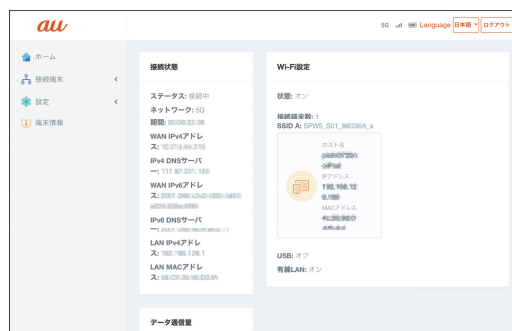 au
5G
Language 日本語 ログアウト
ホーム
接続端末
設定
端末情報
接続状態
ステータス: 接続中
ネットワーク: 5G
期間:
WAN IPv4アドレ
ス:
IPv4 DNSサーバ
ー:
WAN IPv6アドレ
ス:
IPv6 DNSサーバ
ー:
LAN IPv4アドレ
ス:
LAN MACアドレ
ス:
データ通信量
Wi-Fi設定
状態: オン
接続端末数: 1
SSID A: SPW5_S01_
ホスト名
IPアドレス
MACアドレス
USB: オフ
有線LAN: オン